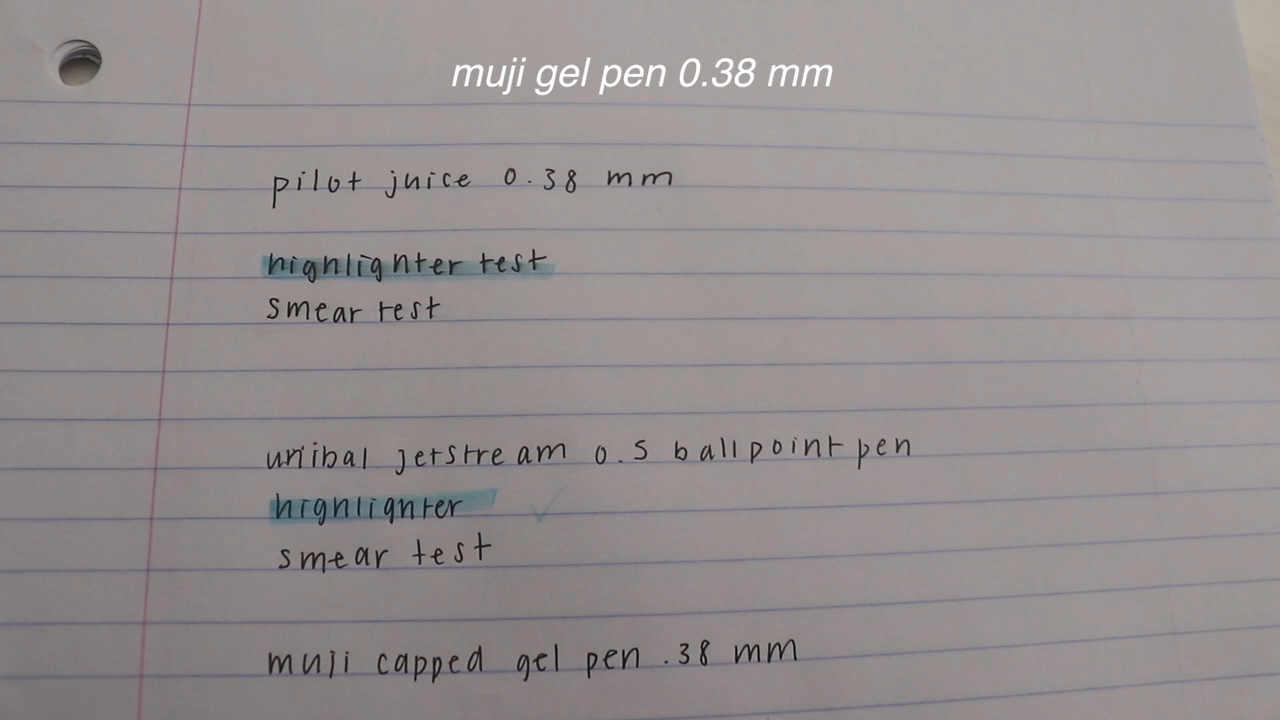 muji gel pen 0.38 mm
pilot juice 0.38 mm
highlighter test
smear test
unibal jetstream 0.5 ballpoint pen
highlighter
smear test
muji capped gel pen .38 mm